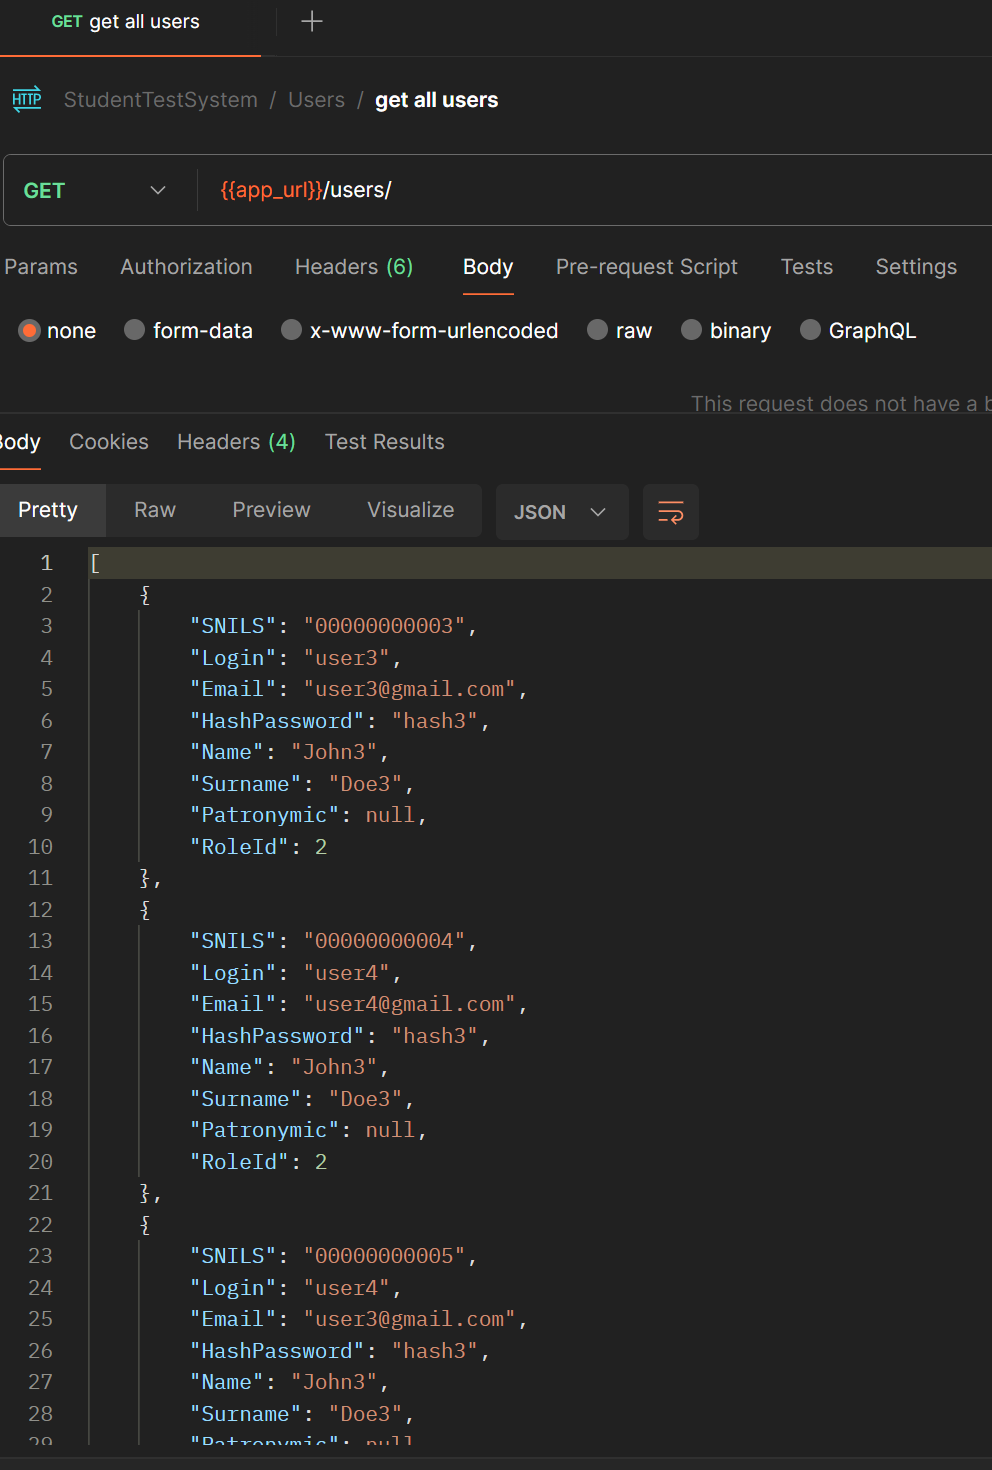 GET get all users
HTTP StudentTestSystem / Users / get all users
GET {{app_url}}/users/
Params Authorization Headers (6) Body Pre-request Script Tests Settings
none form-data x-www-form-urlencoded raw binary GraphQL
This request does not have a b
Body Cookies Headers (4) Test Results
Pretty Raw Preview Visualize JSON
1 [
2 {
3 "SNILS": "00000000003",
4 "Login": "user3",
5 "Email": "user3@gmail.com",
6 "HashPassword": "hash3",
7 "Name": "John3",
8 "Surname": "Doe3",
9 "Patronymic": null,
10 "RoleId": 2
11 },
12 {
13 "SNILS": "00000000004",
14 "Login": "user4",
15 "Email": "user4@gmail.com",
16 "HashPassword": "hash3",
17 "Name": "John3",
18 "Surname": "Doe3",
19 "Patronymic": null,
20 "RoleId": 2
21 },
22 {
23 "SNILS": "00000000005",
24 "Login": "user4",
25 "Email": "user3@gmail.com",
26 "HashPassword": "hash3",
27 "Name": "John3",
28 "Surname": "Doe3",
29 "Patronymic": null